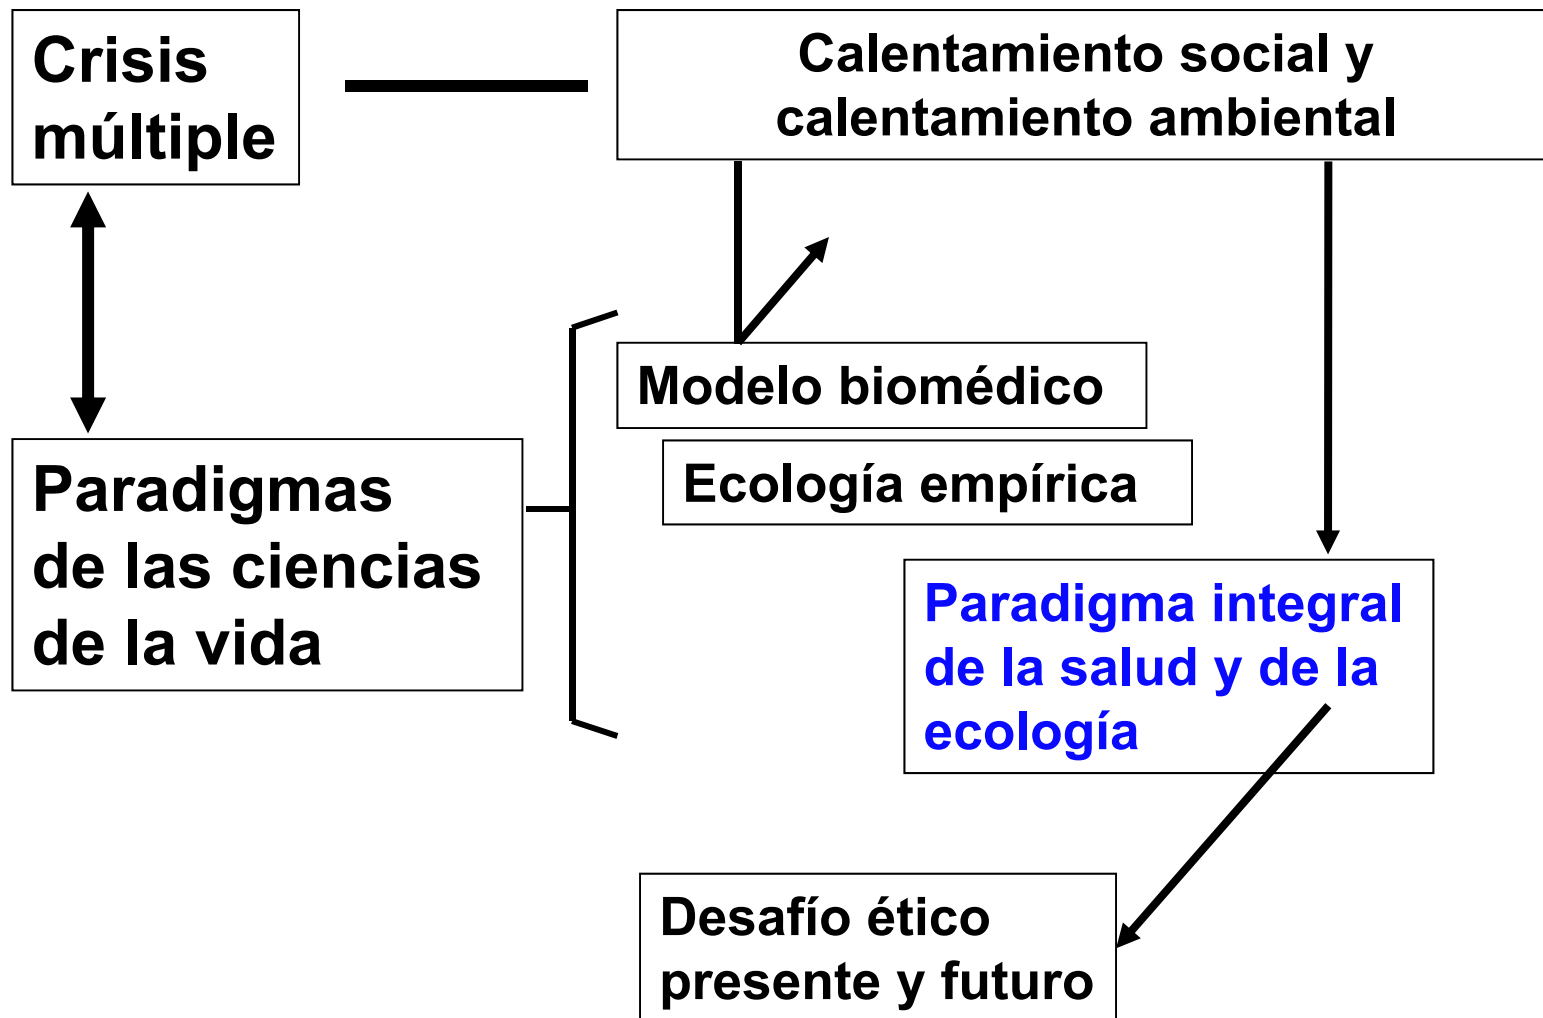 Crisis
múltiple
Calentamiento social y
calentamiento ambiental
Modelo biomédico
Ecología empírica
Paradigmas
de las ciencias
de la vida
Paradigma integral
de la salud y de la
ecología
Desafío ético
presente y futuro